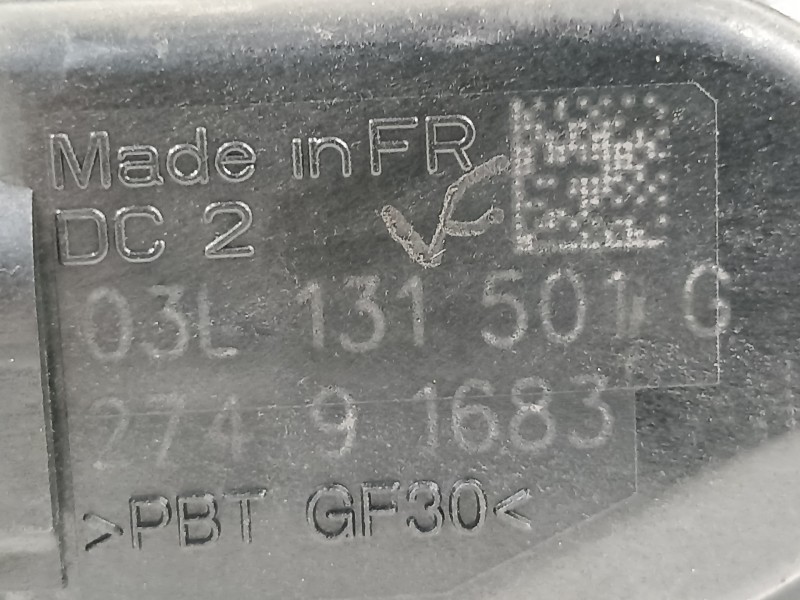 Made in FR
DC 2
03L 131 501 G
274 9 1683
>PBT GF30<